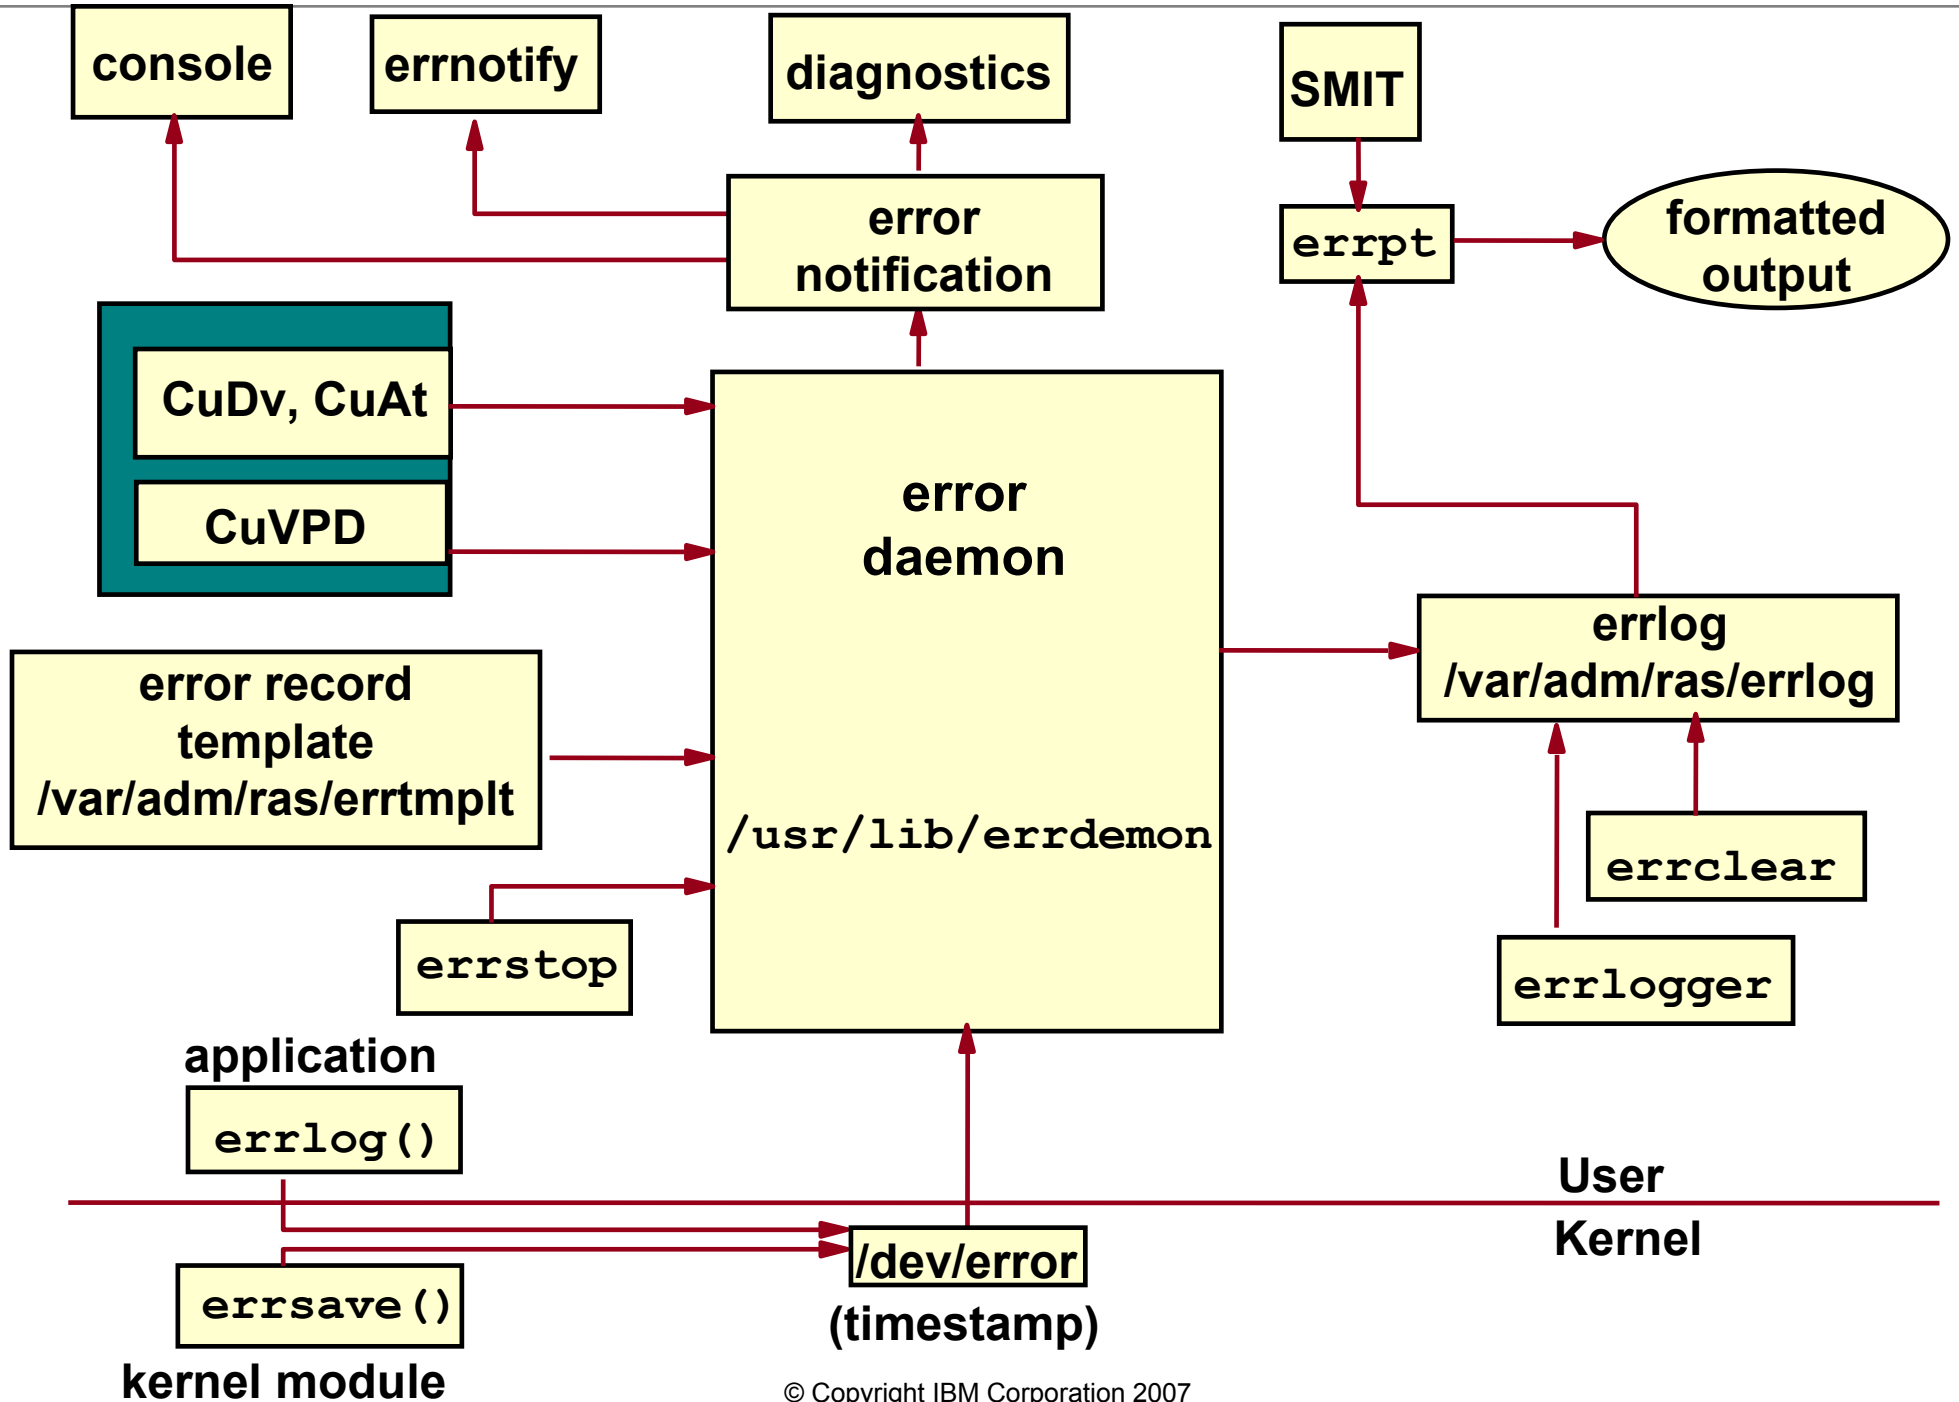 console
errnotify
diagnostics
SMIT
error
notification
errpt
formatted
output
CuDv, CuAt
CuVPD
error
daemon
/usr/lib/errdemon
error record
template
/var/adm/ras/errtmplt
errstop
errlog
/var/adm/ras/errlog
errclear
errlogger
application
errlog()
User
Kernel
/dev/error
(timestamp)
errsave()
kernel module
© Copyright IBM Corporation 2007